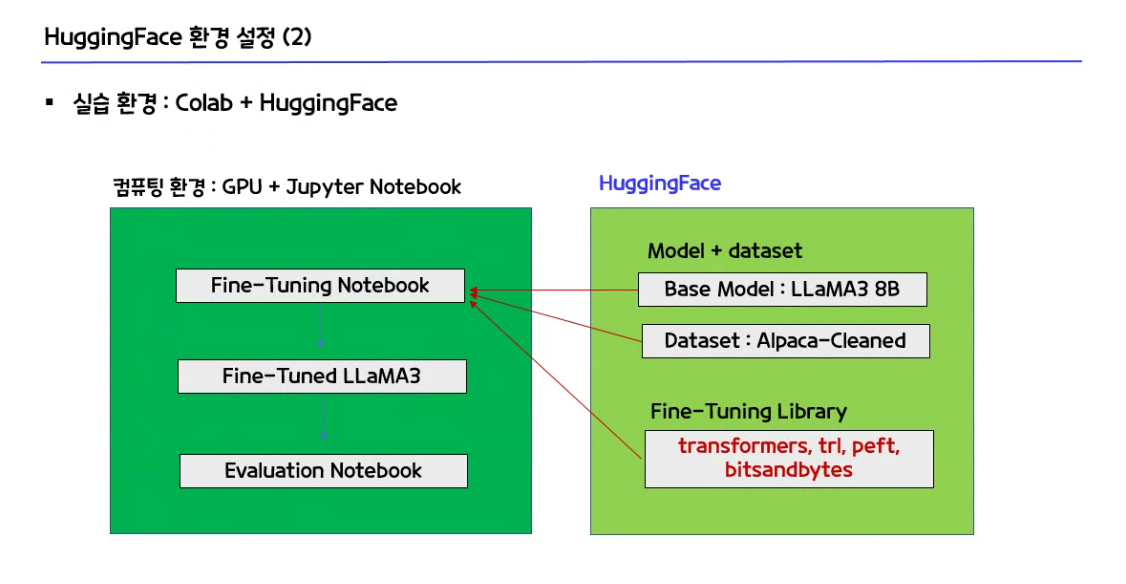 HuggingFace 환경 설정 (2)
▪ 실습 환경 : Colab + HuggingFace
컴퓨팅 환경 : GPU + Jupyter Notebook
Fine-Tuning Notebook
Fine-Tuned LLaMA3
Evaluation Notebook
HuggingFace
Model + dataset
Base Model : LLaMA3 8B
Dataset : Alpaca-Cleaned
Fine-Tuning Library
transformers, trl, peft,
bitsandbytes